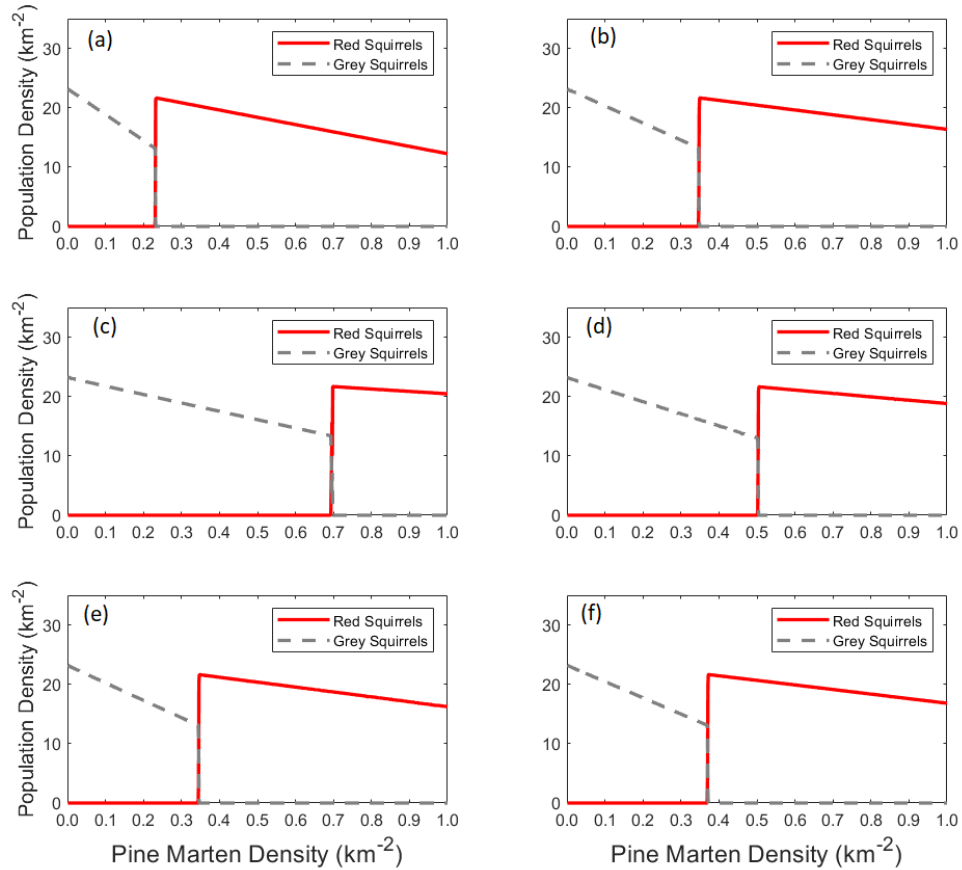 (a)
Red Squirrels
Grey Squirrels
Population Density (km-2)
30
20
10
0
0.0 0.1 0.2 0.3 0.4 0.5 0.6 0.7 0.8 0.9 1.0
(b)
Red Squirrels
Grey Squirrels
30
20
10
0
0.0 0.1 0.2 0.3 0.4 0.5 0.6 0.7 0.8 0.9 1.0
(c)
Red Squirrels
Grey Squirrels
Population Density (km-2)
30
20
10
0
0.0 0.1 0.2 0.3 0.4 0.5 0.6 0.7 0.8 0.9 1.0
(d)
Red Squirrels
Grey Squirrels
30
20
10
0
0.0 0.1 0.2 0.3 0.4 0.5 0.6 0.7 0.8 0.9 1.0
(e)
Red Squirrels
Grey Squirrels
Population Density (km-2)
30
20
10
0
0.0 0.1 0.2 0.3 0.4 0.5 0.6 0.7 0.8 0.9 1.0
Pine Marten Density (km-2)
(f)
Red Squirrels
Grey Squirrels
30
20
10
0
0.0 0.1 0.2 0.3 0.4 0.5 0.6 0.7 0.8 0.9 1.0
Pine Marten Density (km-2)